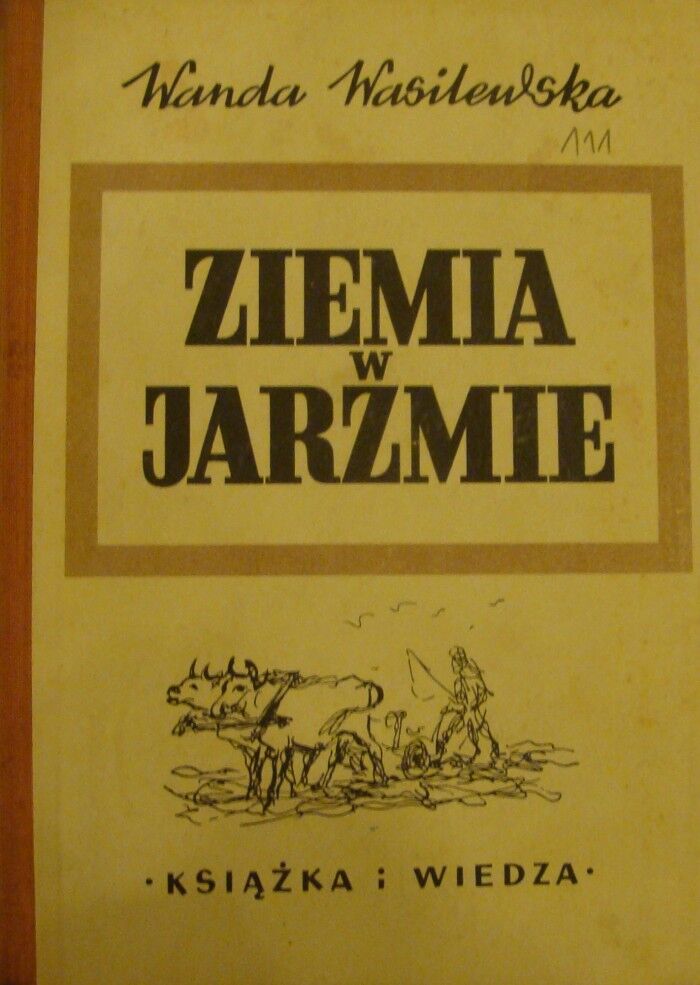 Wanda Wasilewska
111
ZIEMIA
W
JARZMIE
• KSIĄŻKA i WIEDZA •